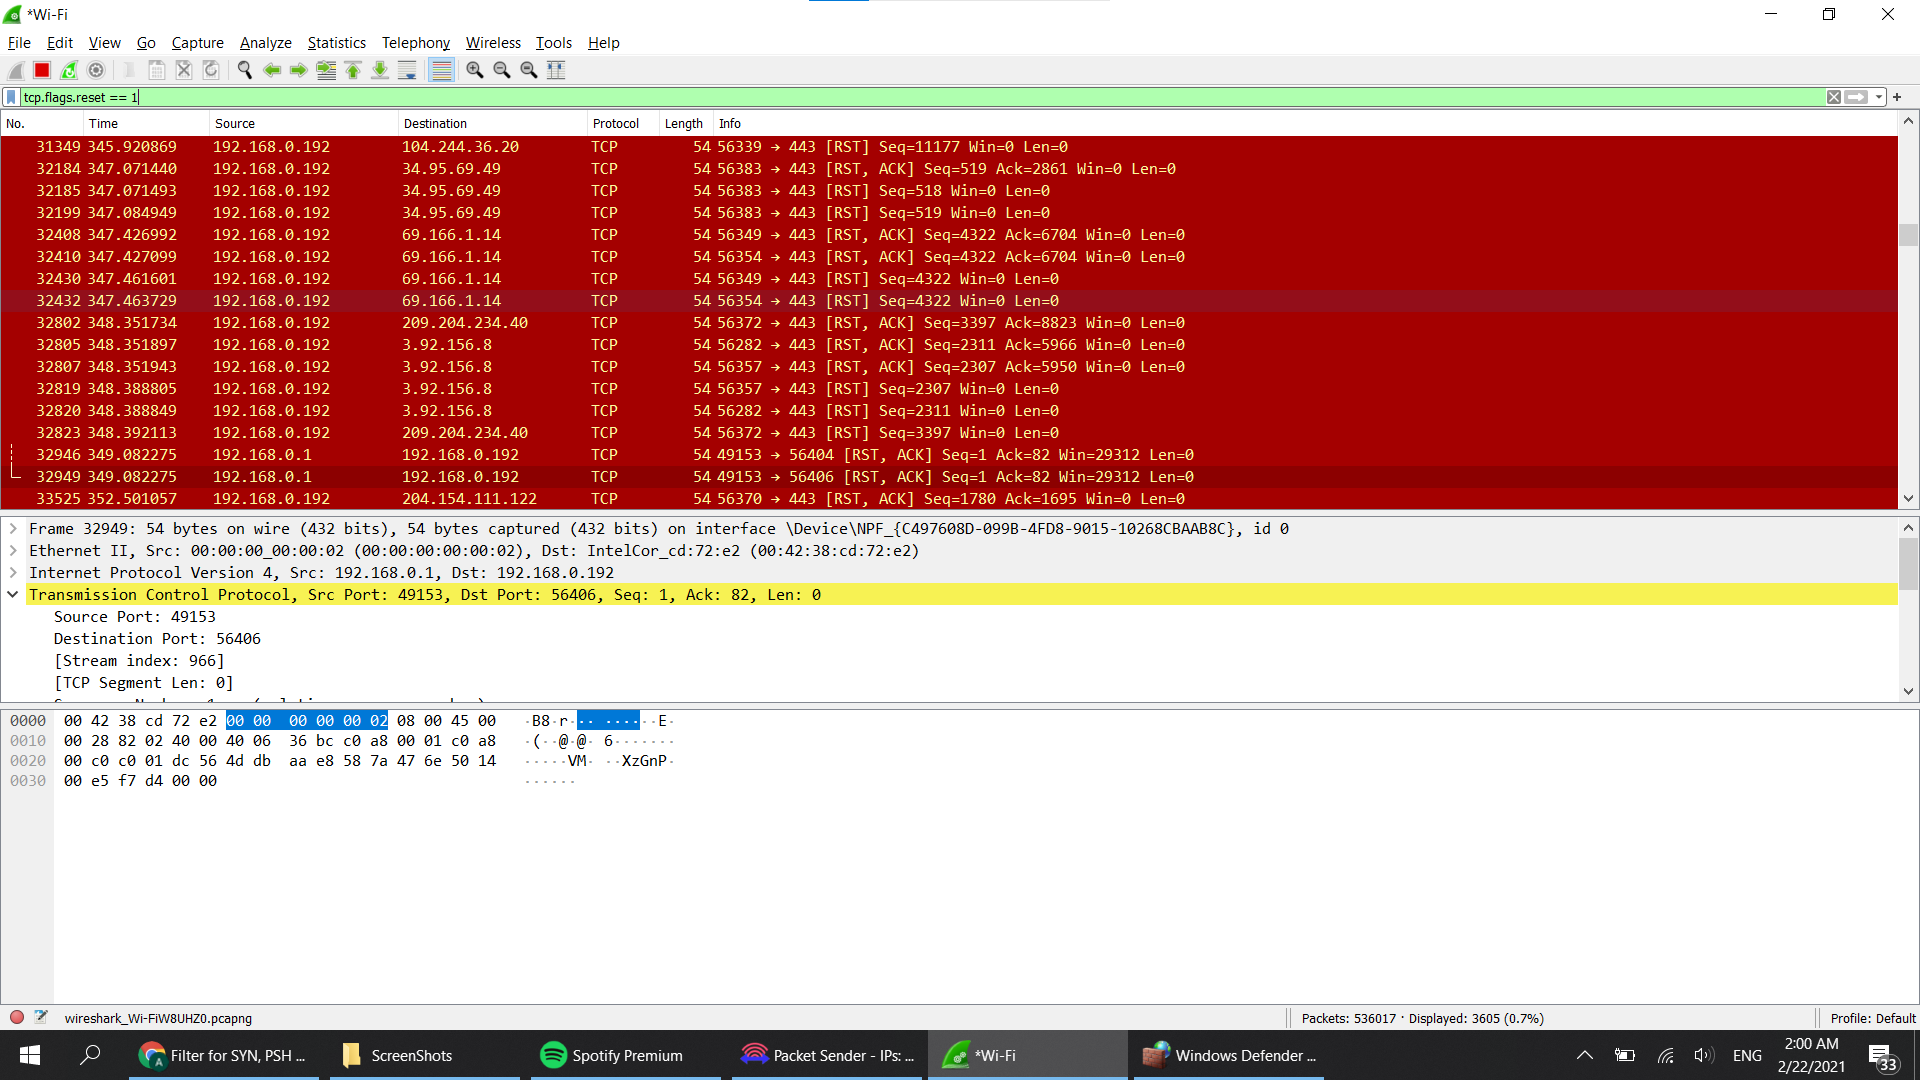 *Wi-Fi
File Edit View Go Capture Analyze Statistics Telephony Wireless Tools Help
tcp.flags.reset == 1
No. Time Source Destination Protocol Length Info
31349 345.920869 192.168.0.192 104.244.36.20 TCP 54 56339 → 443 [RST] Seq=11177 Win=0 Len=0
32184 347.071440 192.168.0.192 34.95.69.49 TCP 54 56383 → 443 [RST, ACK] Seq=519 Ack=2861 Win=0 Len=0
32185 347.071493 192.168.0.192 34.95.69.49 TCP 54 56383 → 443 [RST] Seq=518 Win=0 Len=0
32199 347.084949 192.168.0.192 34.95.69.49 TCP 54 56383 → 443 [RST] Seq=519 Win=0 Len=0
32408 347.426992 192.168.0.192 69.166.1.14 TCP 54 56349 → 443 [RST, ACK] Seq=4322 Ack=6704 Win=0 Len=0
32410 347.427099 192.168.0.192 69.166.1.14 TCP 54 56354 → 443 [RST, ACK] Seq=4322 Ack=6704 Win=0 Len=0
32430 347.461601 192.168.0.192 69.166.1.14 TCP 54 56349 → 443 [RST] Seq=4322 Win=0 Len=0
32432 347.463729 192.168.0.192 69.166.1.14 TCP 54 56354 → 443 [RST] Seq=4322 Win=0 Len=0
32802 348.351734 192.168.0.192 209.204.234.40 TCP 54 56372 → 443 [RST, ACK] Seq=3397 Ack=8823 Win=0 Len=0
32805 348.351897 192.168.0.192 3.92.156.8 TCP 54 56282 → 443 [RST, ACK] Seq=2311 Ack=5966 Win=0 Len=0
32807 348.351943 192.168.0.192 3.92.156.8 TCP 54 56357 → 443 [RST, ACK] Seq=2307 Ack=5950 Win=0 Len=0
32819 348.388805 192.168.0.192 3.92.156.8 TCP 54 56357 → 443 [RST] Seq=2307 Win=0 Len=0
32820 348.388849 192.168.0.192 3.92.156.8 TCP 54 56282 → 443 [RST] Seq=2311 Win=0 Len=0
32823 348.392113 192.168.0.192 209.204.234.40 TCP 54 56372 → 443 [RST] Seq=3397 Win=0 Len=0
32946 349.082275 192.168.0.1 192.168.0.192 TCP 54 49153 → 56404 [RST, ACK] Seq=1 Ack=82 Win=29312 Len=0
32949 349.082275 192.168.0.1 192.168.0.192 TCP 54 49153 → 56406 [RST, ACK] Seq=1 Ack=82 Win=29312 Len=0
33525 352.501057 192.168.0.192 204.154.111.122 TCP 54 56370 → 443 [RST, ACK] Seq=1780 Ack=1695 Win=0 Len=0
Frame 32949: 54 bytes on wire (432 bits), 54 bytes captured (432 bits) on interface \Device\NPF_{C497608D-099B-4FD8-9015-10268CBAAB8C}, id 0
Ethernet II, Src: 00:00:00_00:00:02 (00:00:00:00:00:02), Dst: IntelCor_cd:72:e2 (00:42:38:cd:72:e2)
Internet Protocol Version 4, Src: 192.168.0.1, Dst: 192.168.0.192
Transmission Control Protocol, Src Port: 49153, Dst Port: 56406, Seq: 1, Ack: 82, Len: 0
Source Port: 49153
Destination Port: 56406
[Stream index: 966]
[TCP Segment Len: 0]
0000 00 42 38 cd 72 e2 00 00 00 00 00 02 08 00 45 00 ·B8·r·· ······E·
0010 00 28 82 02 40 00 40 06 36 bc c0 a8 00 01 c0 a8 ·(··@·@· 6·······
0020 00 c0 c0 01 dc 56 4d db aa e8 58 7a 47 6e 50 14 ·····VM· ··XzGnP·
0030 00 e5 f7 d4 00 00 ······
wireshark_Wi-FiW8UHZ0.pcapng Packets: 536017 · Displayed: 3605 (0.7%) Profile: Default
Filter for SYN, PSH ... ScreenShots Spotify Premium Packet Sender - IPs: ... *Wi-Fi Windows Defender ... ENG 2:00 AM
2/22/2021 33